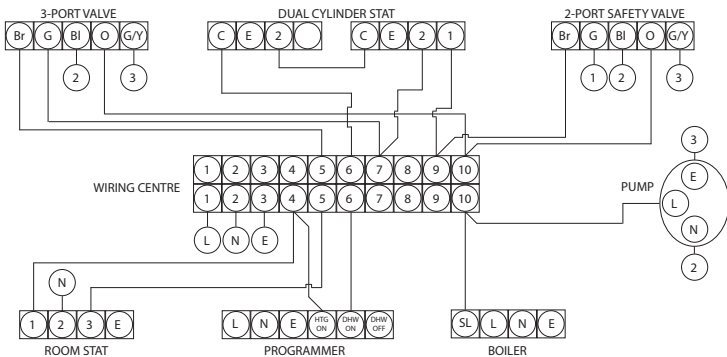 3-PORT VALVE DUAL CYLINDER STAT 2-PORT SAFETY VALVE
Br G Bl O G/Y C E 2 C E 2 1 Br G Bl O G/Y
2 3 1 2 3
3
1 2 3 4 5 6 7 8 9 10
E
WIRING CENTRE PUMP
1 2 3 4 5 6 7 8 9 10
L
N
L N E
2
N
1 2 3 E L N E HTG ON DHW ON DHW OFF SL L N E
ROOM STAT PROGRAMMER BOILER